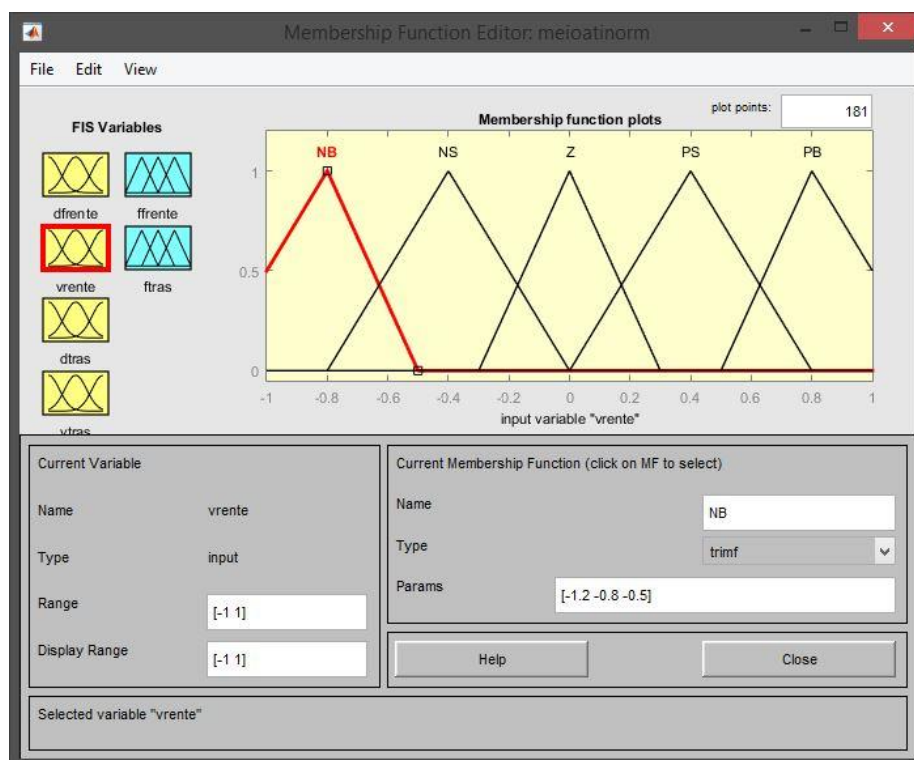 Membership Function Editor: meioatinorm
File Edit View
FIS Variables
dfrente ffrente
vrente ftras
dtras
vtras
plot points: 181
Membership function plots
NB NS Z PS PB
1
0.5
0
-1 -0.8 -0.6 -0.4 -0.2 0 0.2 0.4 0.6 0.8 1
input variable "vrente"
Current Variable
Name vrente
Type input
Range [-1 1]
Display Range [-1 1]
Current Membership Function (click on MF to select)
Name NB
Type trimf
Params [-1.2 -0.8 -0.5]
Help Close
Selected variable "vrente"